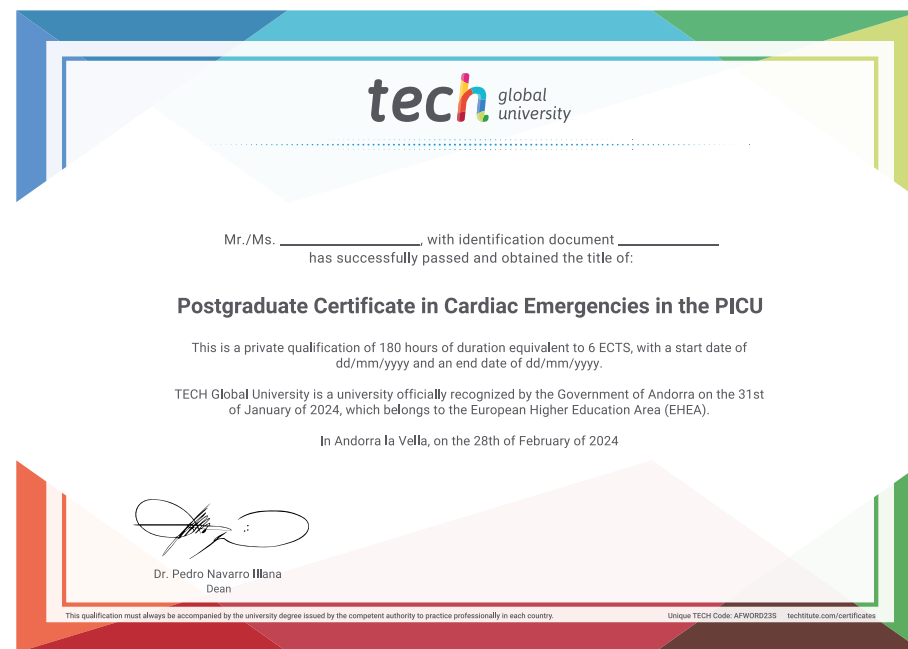 tech global university
Mr./Ms. ____________________, with identification document ______________
has successfully passed and obtained the title of:
Postgraduate Certificate in Cardiac Emergencies in the PICU
This is a private qualification of 180 hours of duration equivalent to 6 ECTS, with a start date of
dd/mm/yyyy and an end date of dd/mm/yyyy.
TECH Global University is a university officially recognized by the Government of Andorra on the 31st
of January of 2024, which belongs to the European Higher Education Area (EHEA).
In Andorra la Vella, on the 28th of February of 2024
Dr. Pedro Navarro Illana
Dean
This qualification must always be accompanied by the university degree issued by the competent authority to practice professionally in each country.
Unique TECH Code: AFWORD23S techtitute.com/certificates